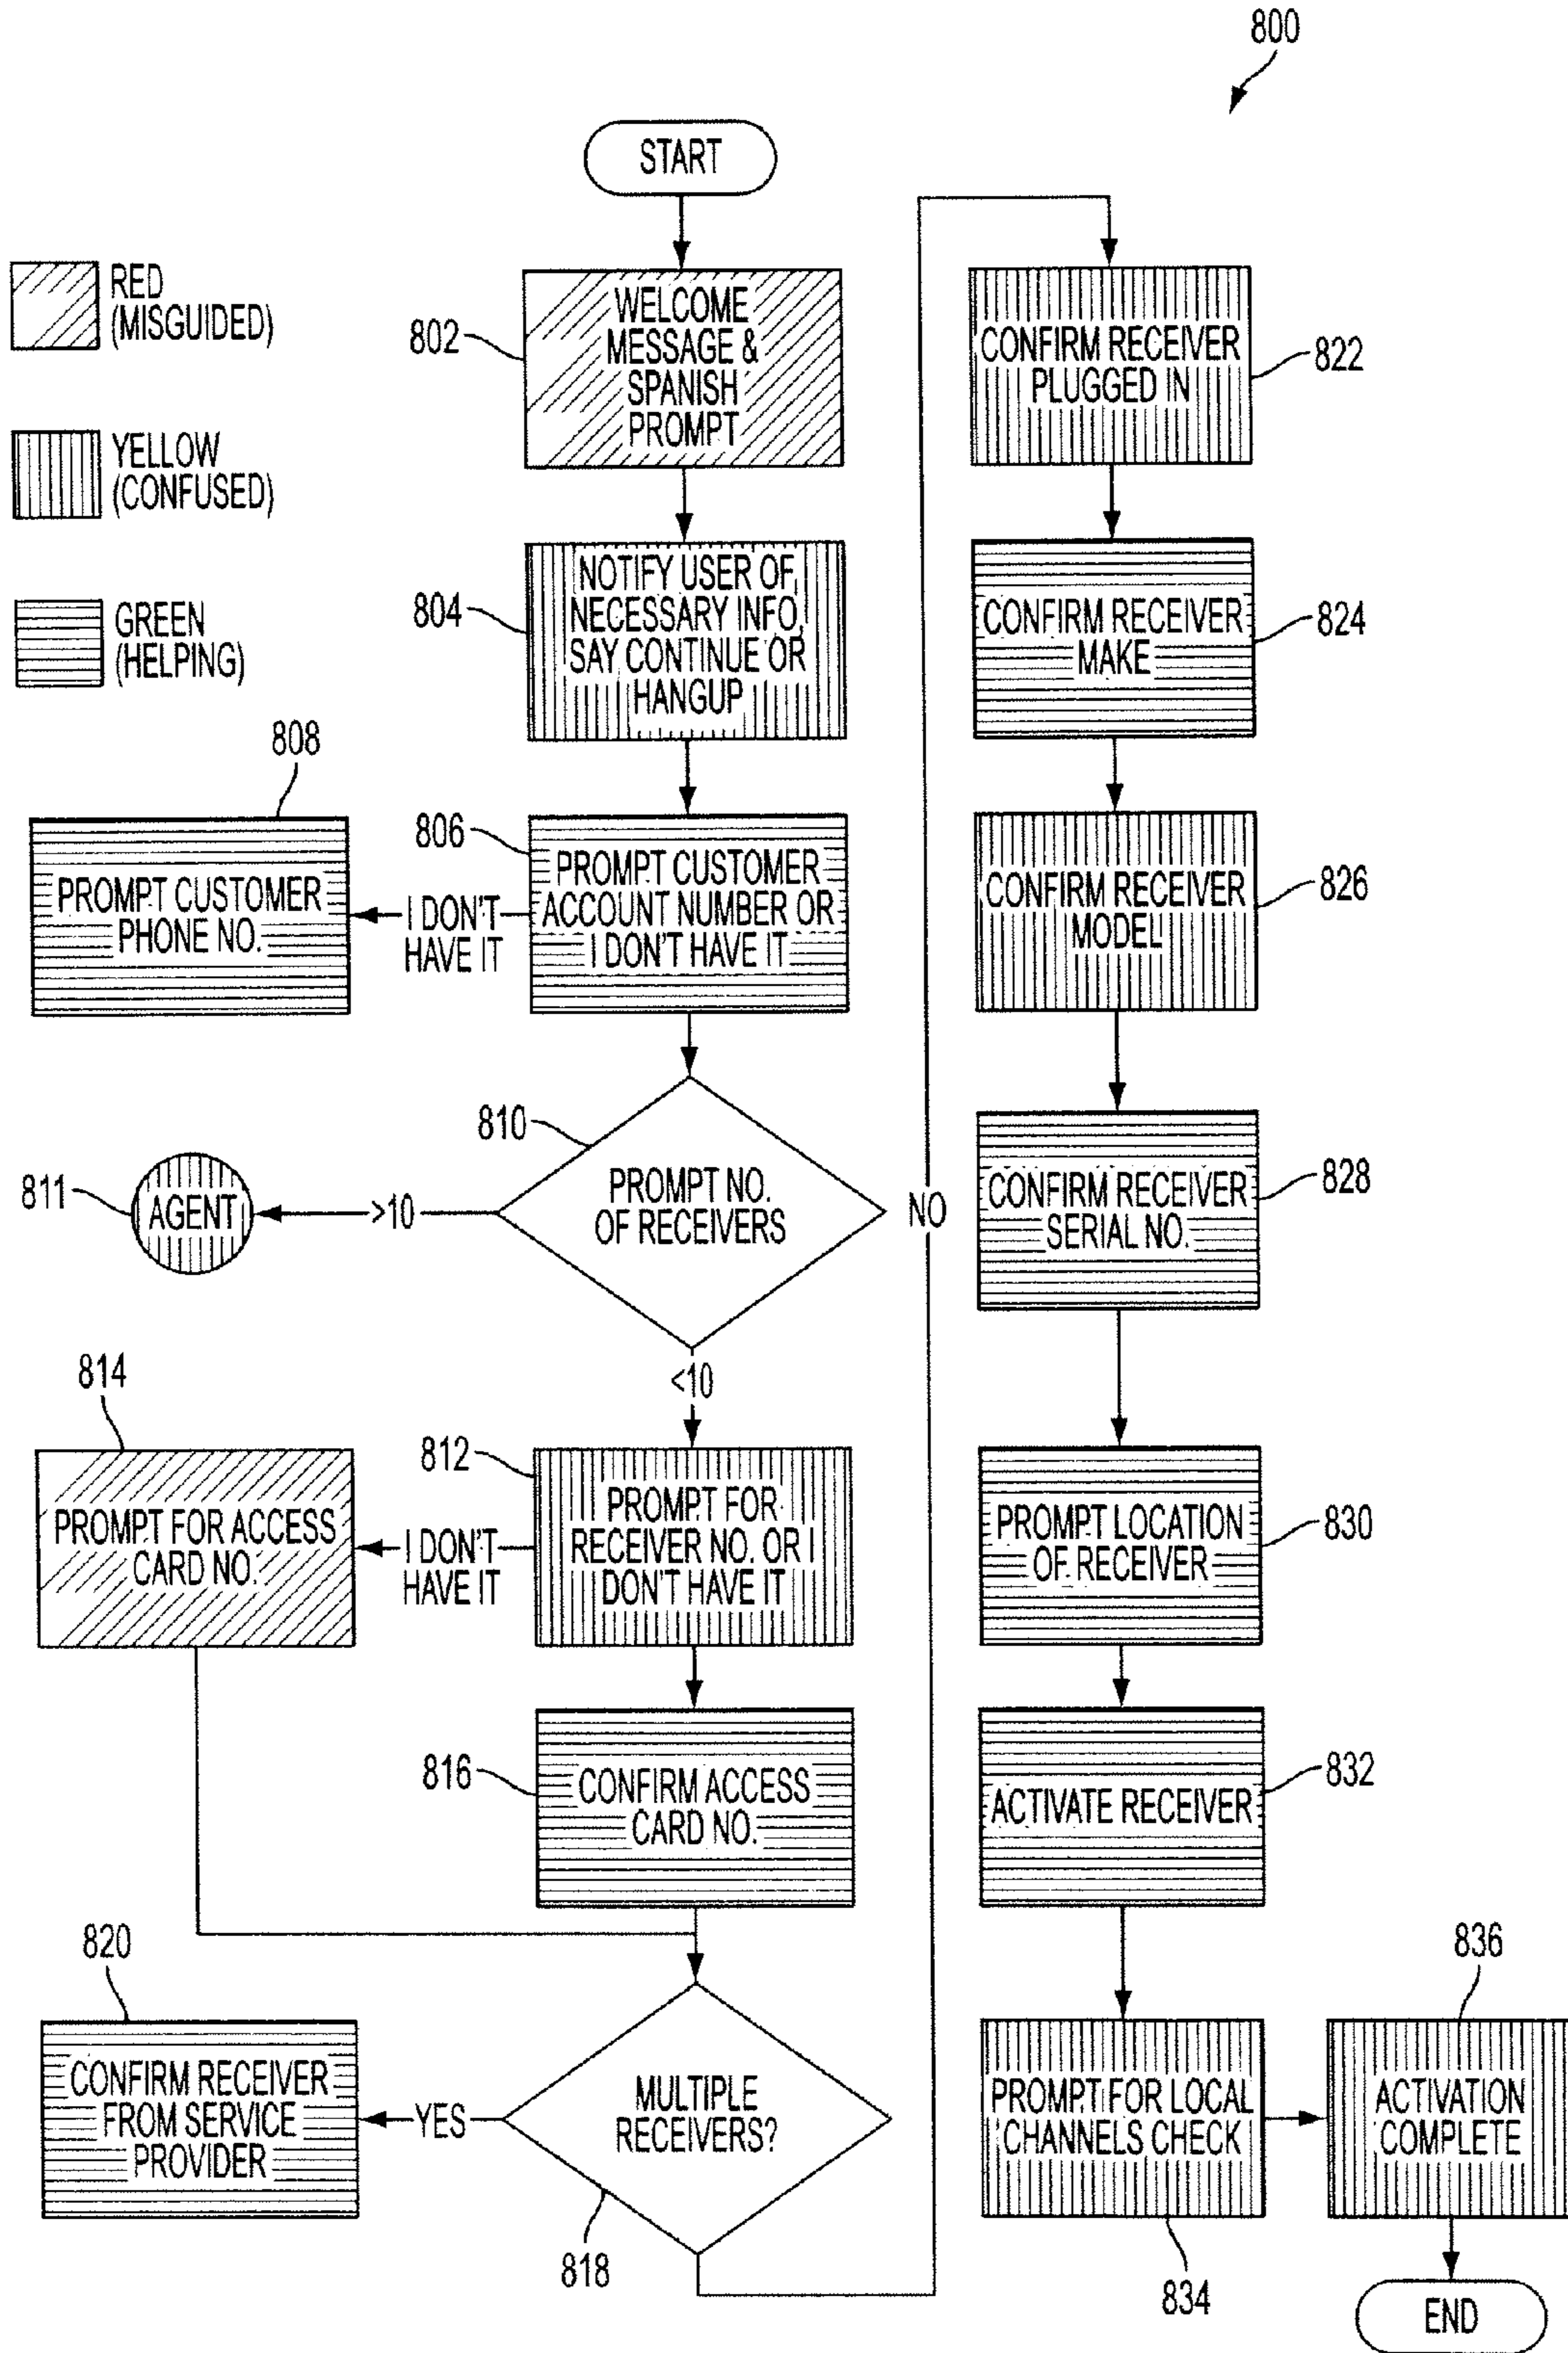 800
START
RED
(MISGUIDED)
YELLOW
(CONFUSED)
GREEN
(HELPING)
802
WELCOME
MESSAGE &
SPANISH
PROMPT
804
NOTIFY USER OF
NECESSARY INFO,
SAY CONTINUE OR
HANGUP
808
PROMPT CUSTOMER
PHONE NO.
I DON'T
HAVE IT
806
PROMPT CUSTOMER
ACCOUNT NUMBER OR
I DON'T HAVE IT
810
PROMPT NO.
OF RECEIVERS
811
AGENT
>10
<10
814
PROMPT FOR ACCESS
CARD NO.
I DON'T
HAVE IT
812
PROMPT FOR
RECEIVER NO. OR I
DON'T HAVE IT
816
CONFIRM ACCESS
CARD NO.
820
CONFIRM RECEIVER
FROM SERVICE
PROVIDER
YES
MULTIPLE
RECEIVERS?
818
NO
CONFIRM RECEIVER
PLUGGED IN
822
CONFIRM RECEIVER
MAKE
824
CONFIRM RECEIVER
MODEL
826
CONFIRM RECEIVER
SERIAL NO.
828
PROMPT LOCATION
OF RECEIVER
830
ACTIVATE RECEIVER
832
PROMPT FOR LOCAL
CHANNELS CHECK
834
836
ACTIVATION
COMPLETE
END